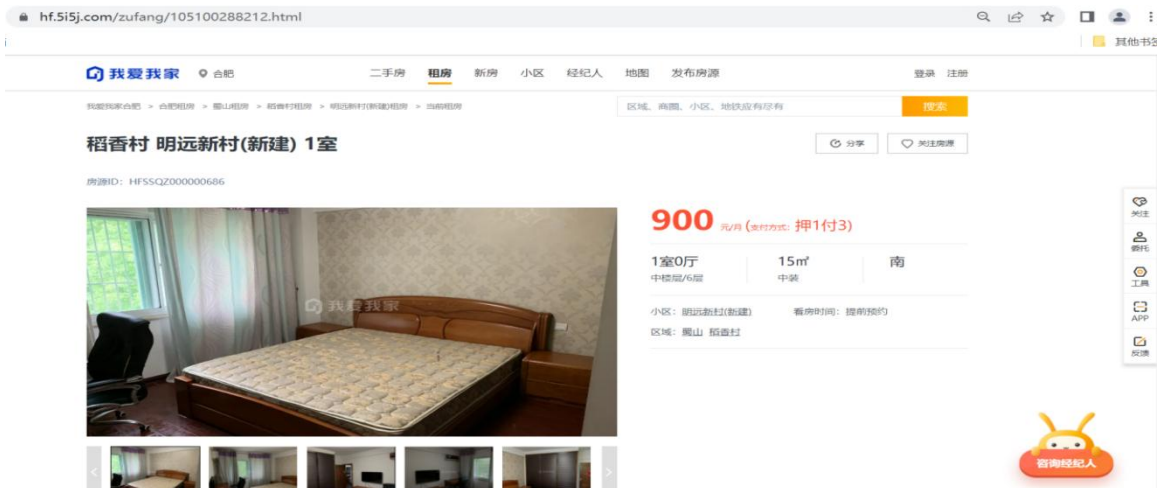 hf.5i5j.com/zufang/105100288212.html
其他书签
我爱我家 合肥 二手房 租房 新房 小区 经纪人 地图 发布房源 登录 注册
我爱我家合肥 > 合肥租房 > 蜀山租房 > 稻香村租房 > 明远新村(新建)租房 > 当前租房
区域、商圈、小区、地铁应有尽有 搜索
稻香村 明远新村(新建) 1室
分享 关注房源
房源ID: HFSSQZ000000686
900 元/月 (支付方式: 押1付3)
1室0厅 15㎡ 南
中楼层/6层 中装
小区: 明远新村(新建) 看房时间: 提前预约
区域: 蜀山 稻香村
我爱我家
关注
委托
工具
APP
反馈
咨询经纪人